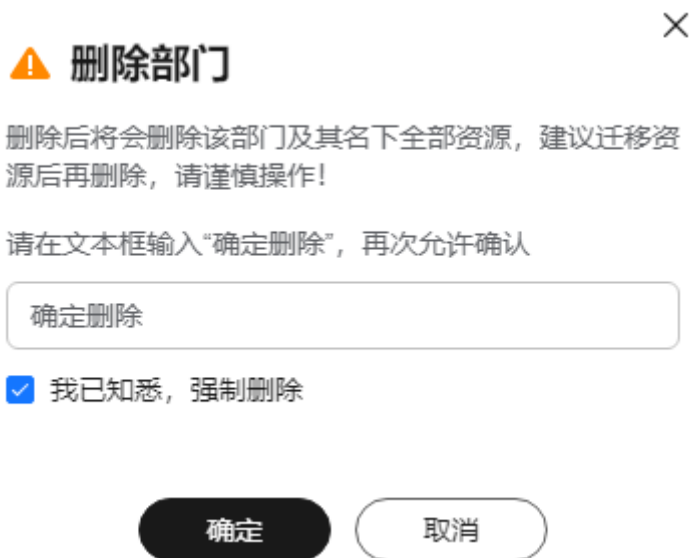 删除部门
删除后将会删除该部门及其名下全部资源，建议迁移资
源后再删除，请谨慎操作！
请在文本框输入“确定删除”，再次允许确认
确定删除
我已知悉，强制删除
确定
取消